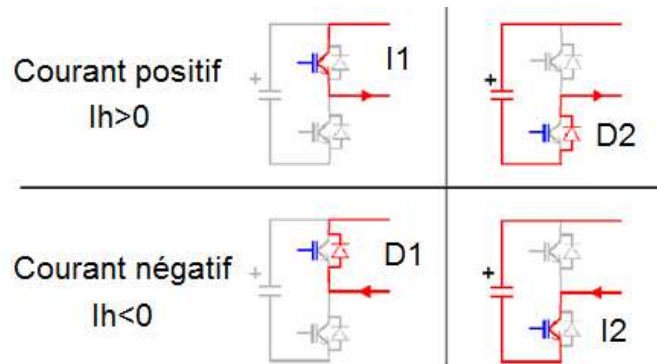 Courant positif
Ih>0
+
I1
+
D2
Courant négatif
Ih<0
+
D1
+
I2